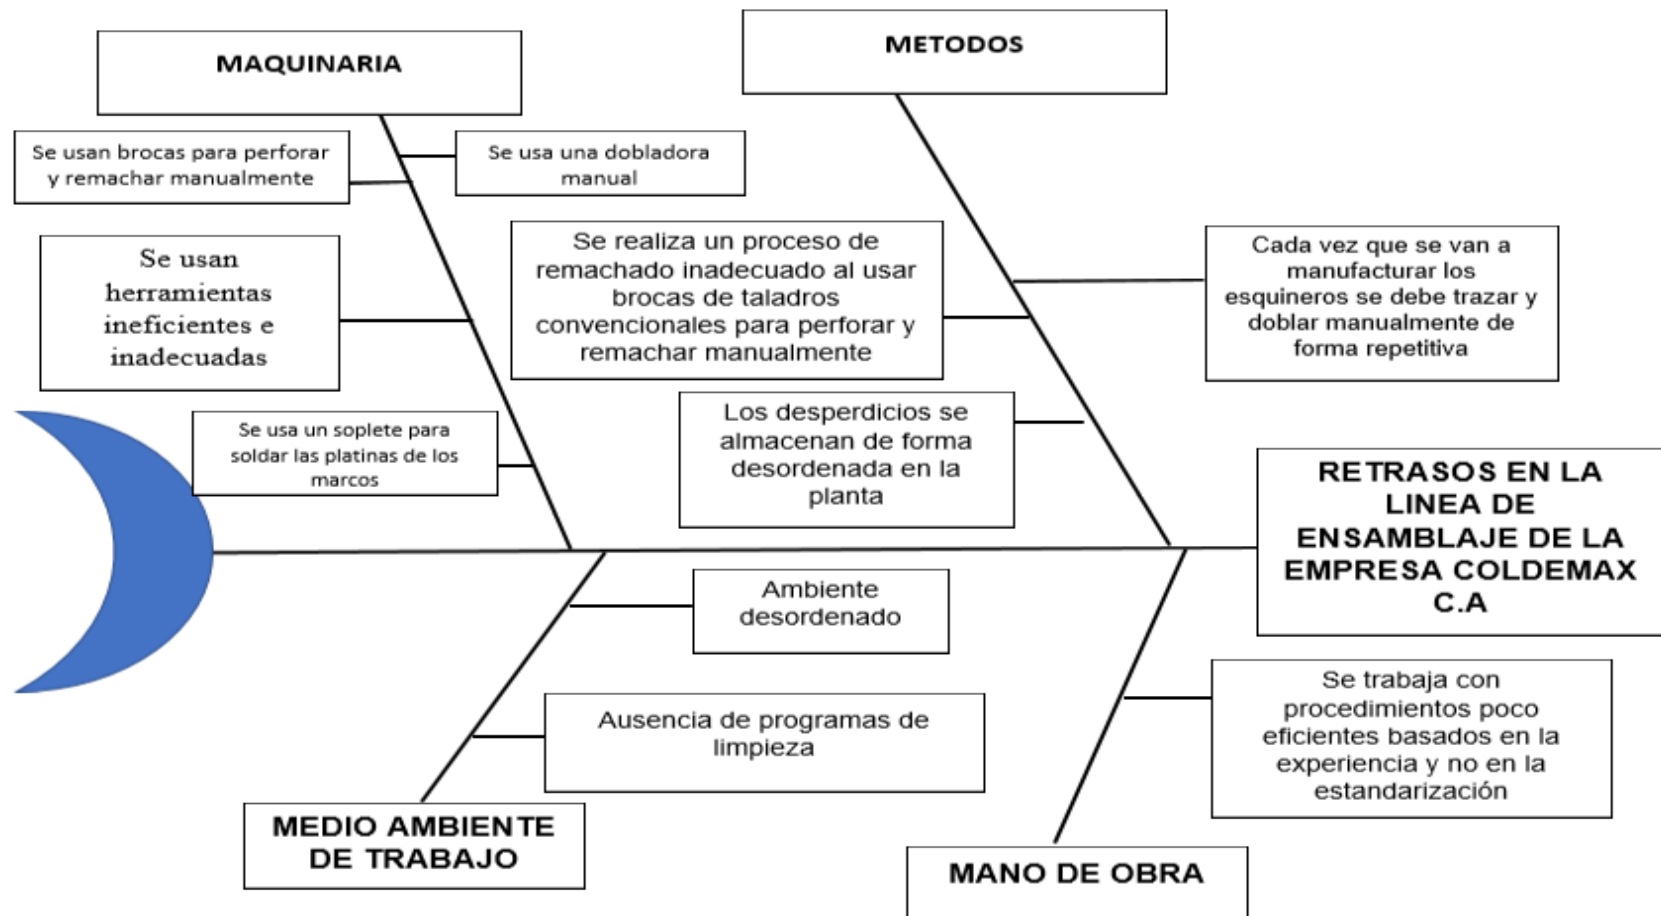 MAQUINARIA
METODOS
Se usan brocas para perforar
y remachar manualmente
Se usa una dobladora
manual
Se usan
herramientas
ineficientes e
inadecuadas
Se realiza un proceso de
remachado inadecuado al usar
brocas de taladros
convencionales para perforar y
remachar manualmente
Cada vez que se van a
manufacturar los
esquineros se debe trazar y
doblar manualmente de
forma repetitiva
Se usa un soplete para
soldar las platinas de los
marcos
Los desperdicios se
almacenan de forma
desordenada en la
planta
RETRASOS EN LA
LINEA DE
ENSAMBLAJE DE LA
EMPRESA COLDEMAX
C.A
Ambiente
desordenado
Ausencia de programas de
limpieza
Se trabaja con
procedimientos poco
eficientes basados en la
experiencia y no en la
estandarización
MEDIO AMBIENTE
DE TRABAJO
MANO DE OBRA